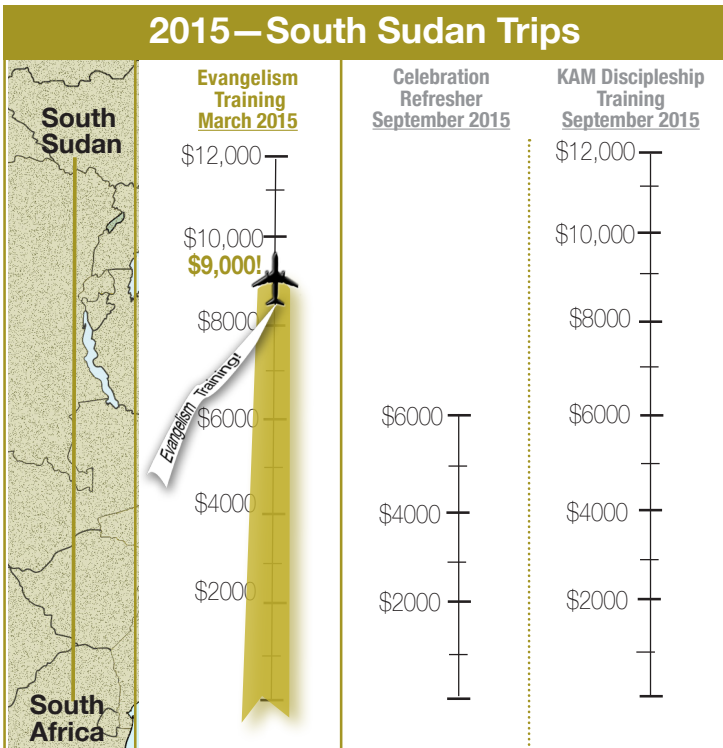 2015—South Sudan Trips
South
Sudan
South
Africa
Evangelism
Training
March 2015
$12,000
$10,000
$9,000!
$8000
Evangelism Training!
$6000
$4000
$2000
Celebration
Refresher
September 2015
$6000
$4000
$2000
KAM Discipleship
Training
September 2015
$12,000
$10,000
$8000
$6000
$4000
$2000